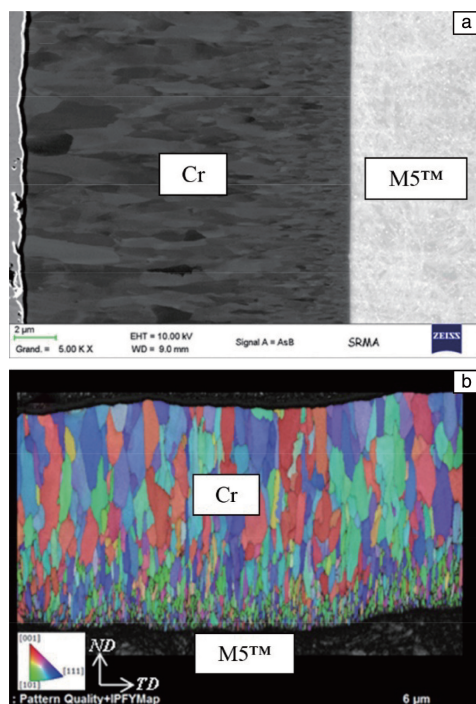 a
Cr
M5™
2 µm
Grand. = 5.00 K X
EHT = 10.00 kV
WD = 9.0 mm
Signal A = AsB
SRMA
ZEISS
b
Cr
M5™
[001]
[111]
[101]
ND
TD
: Pattern Quality+IPFYMap
6 µm